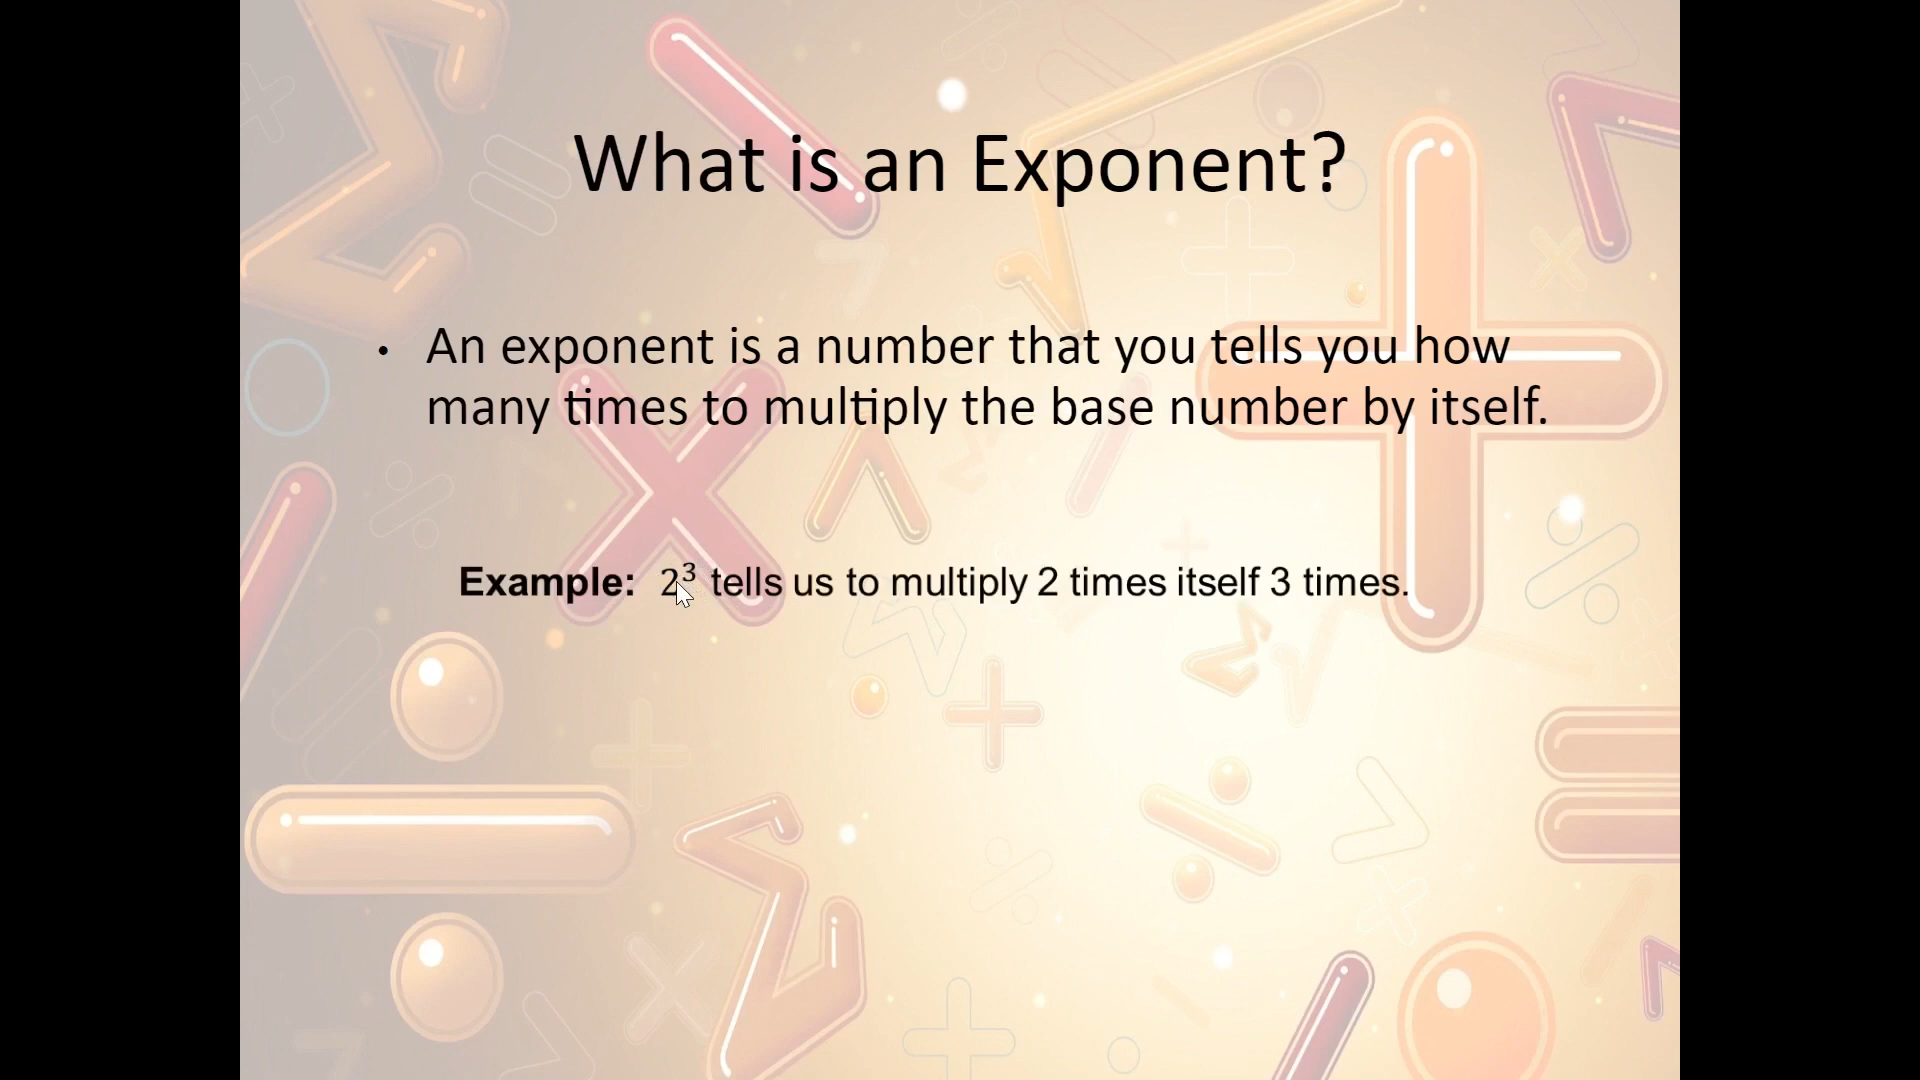 What is an Exponent?
• An exponent is a number that you tells you how
many times to multiply the base number by itself.
Example: 2³ tells us to multiply 2 times itself 3 times.